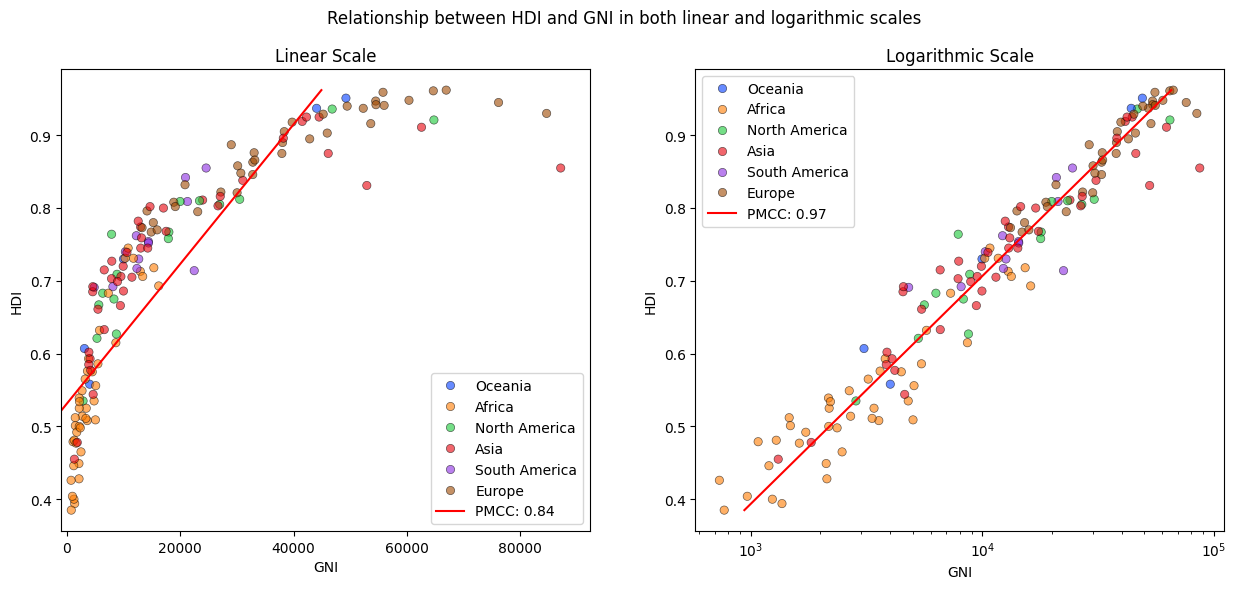 Relationship between HDI and GNI in both linear and logarithmic scales
Linear Scale
HDI
0.9
0.8
0.7
0.6
0.5
0.4
0
20000
40000
60000
80000
GNI
Oceania
Africa
North America
Asia
South America
Europe
PMCC: 0.84
Logarithmic Scale
Oceania
Africa
North America
Asia
South America
Europe
PMCC: 0.97
HDI
0.9
0.8
0.7
0.6
0.5
0.4
10³
10⁴
10⁵
GNI